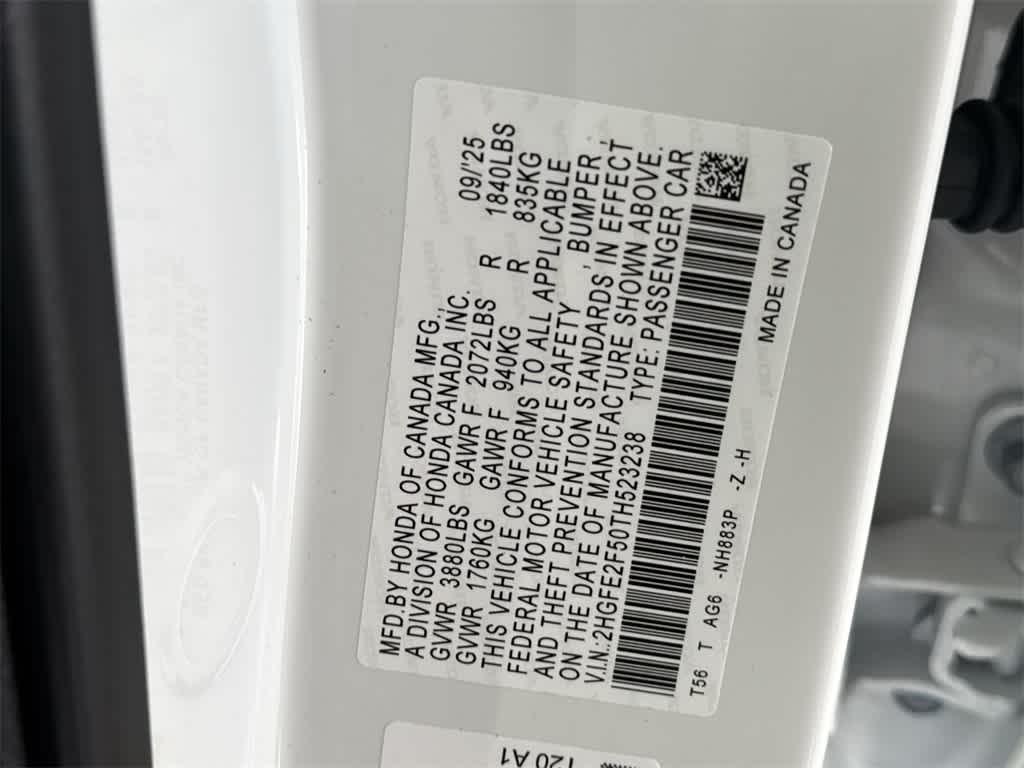 MFD.BY HONDA OF CANADA MFG., 09/'25
A DIVISION OF HONDA CANADA INC.
GVWR 3880LBS GAWR F 2072LBS R 1840LBS
GVWR 1760KG GAWR F 940KG R 835KG
THIS VEHICLE CONFORMS TO ALL APPLICABLE
FEDERAL MOTOR VEHICLE SAFETY, BUMPER,
AND THEFT PREVENTION STANDARDS IN EFFECT
ON THE DATE OF MANUFACTURE SHOWN ABOVE.
V.I.N.:2HGFE2F50TH523238 TYPE: PASSENGER CAR
T56 T AG6 -NH883P -Z -H
MADE IN CANADA
T20 A1